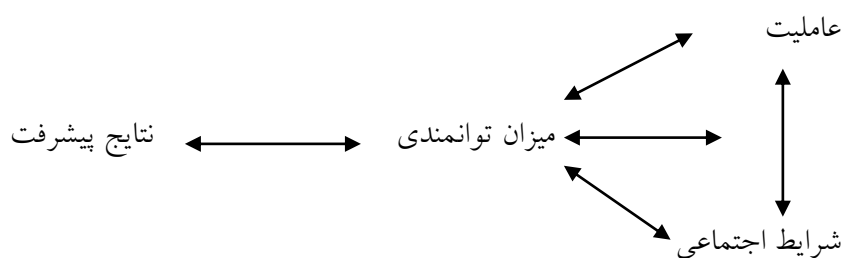 عاملیت
میزان توانمندی
نتایج پیشرفت
شرایط اجتماعی